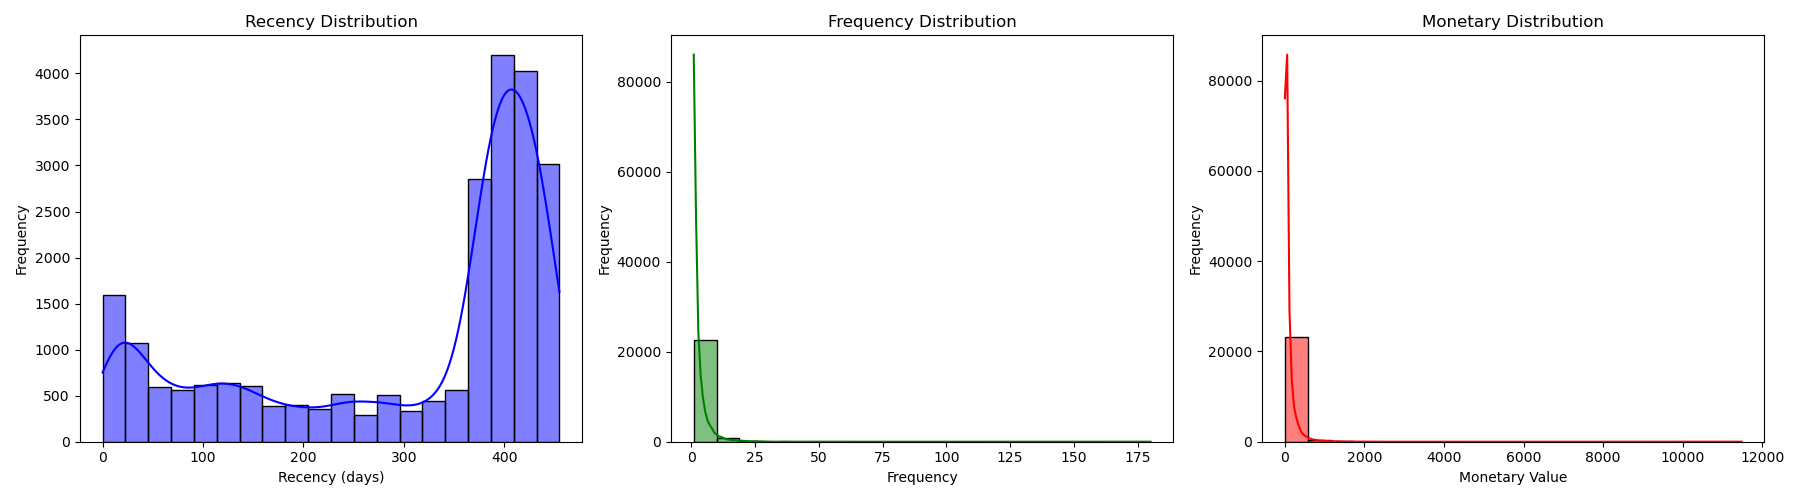 Recency Distribution
Frequency
4000
3500
3000
2500
2000
1500
1000
500
0
0 100 200 300 400
Recency (days)
Frequency Distribution
Frequency
80000
60000
40000
20000
0
0 25 50 75 100 125 150 175
Frequency
Monetary Distribution
Frequency
80000
60000
40000
20000
0
0 2000 4000 6000 8000 10000 12000
Monetary Value